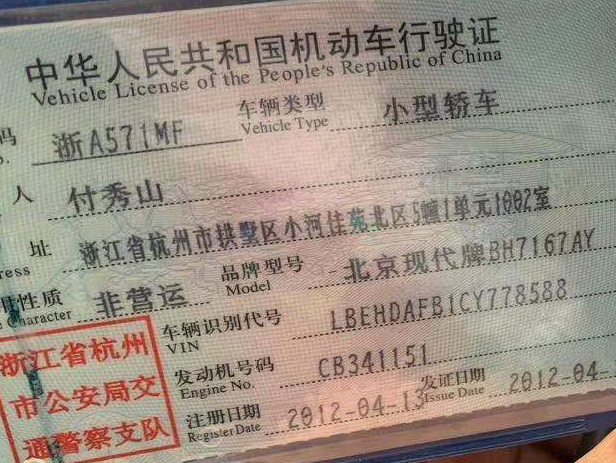 中华人民共和国机动车行驶证
Vehicle License of the People's Republic of China
码 浙A571MF 车辆类型 Vehicle Type 小型轿车
人 付秀山
址 浙江省杭州市拱墅区小河佳苑北区5幢1单元1002室
ress
性质 非营运 品牌型号 Model 北京现代牌BH7167AY
Character
车辆识别代号 VIN LBEHDAFB1CY778588
发动机号码 Engine No. CB341151
注册日期 Register Date 2012-04-13 发证日期 Issue Date 2012-04-
浙江省杭州
市公安局交
通警察支队